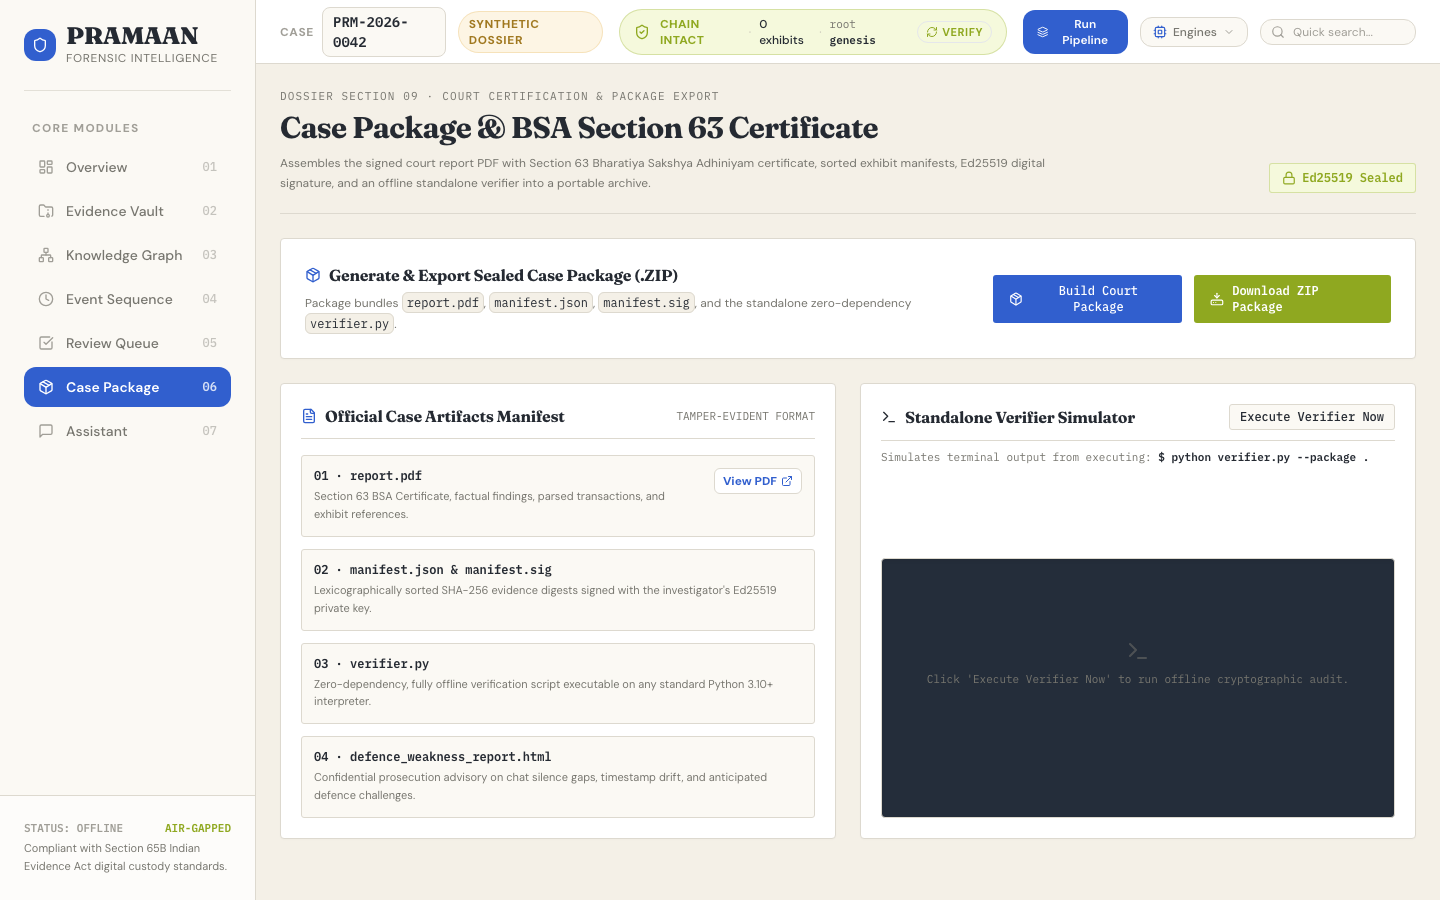 PRAMAAN
FORENSIC INTELLIGENCE
CORE MODULES
Overview 01
Evidence Vault 02
Knowledge Graph 03
Event Sequence 04
Review Queue 05
Case Package 06
Assistant 07
STATUS: OFFLINE AIR-GAPPED
Compliant with Section 65B Indian
Evidence Act digital custody standards.
CASE
PRM-2026-
0042
SYNTHETIC
DOSSIER
CHAIN
INTACT
·
0
exhibits
·
root
genesis
VERIFY
Run
Pipeline
Engines
Quick search...
DOSSIER SECTION 09 · COURT CERTIFICATION & PACKAGE EXPORT
Case Package & BSA Section 63 Certificate
Assembles the signed court report PDF with Section 63 Bharatiya Sakshya Adhiniyam certificate, sorted exhibit manifests, Ed25519 digital
signature, and an offline standalone verifier into a portable archive.
Ed25519 Sealed
Generate & Export Sealed Case Package (.ZIP)
Package bundles report.pdf, manifest.json, manifest.sig, and the standalone zero-dependency
verifier.py.
Build Court
Package
Download ZIP
Package
Official Case Artifacts Manifest
TAMPER-EVIDENT FORMAT
01 · report.pdf
Section 63 BSA Certificate, factual findings, parsed transactions, and
exhibit references.
View PDF
02 · manifest.json & manifest.sig
Lexicographically sorted SHA-256 evidence digests signed with the investigator's Ed25519
private key.
03 · verifier.py
Zero-dependency, fully offline verification script executable on any standard Python 3.10+
interpreter.
04 · defence_weakness_report.html
Confidential prosecution advisory on chat silence gaps, timestamp drift, and anticipated
defence challenges.
Standalone Verifier Simulator
Execute Verifier Now
Simulates terminal output from executing: $ python verifier.py --package .
Click 'Execute Verifier Now' to run offline cryptographic audit.